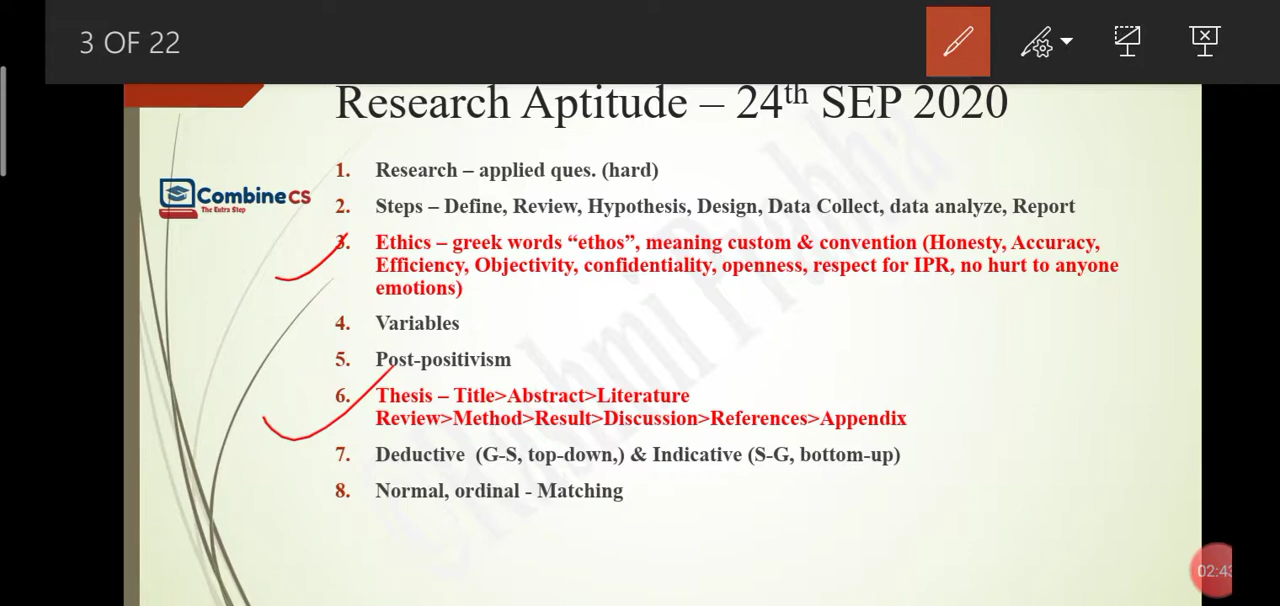 3 OF 22
Research Aptitude – 24th SEP 2020
CombineCS
The Extra Step
1. Research – applied ques. (hard)
2. Steps – Define, Review, Hypothesis, Design, Data Collect, data analyze, Report
3. Ethics – greek words “ethos”, meaning custom & convention (Honesty, Accuracy,
Efficiency, Objectivity, confidentiality, openness, respect for IPR, no hurt to anyone
emotions)
4. Variables
5. Post-positivism
6. Thesis – Title>Abstract>Literature
Review>Method>Result>Discussion>References>Appendix
7. Deductive (G-S, top-down,) & Indicative (S-G, bottom-up)
8. Normal, ordinal - Matching
02:43